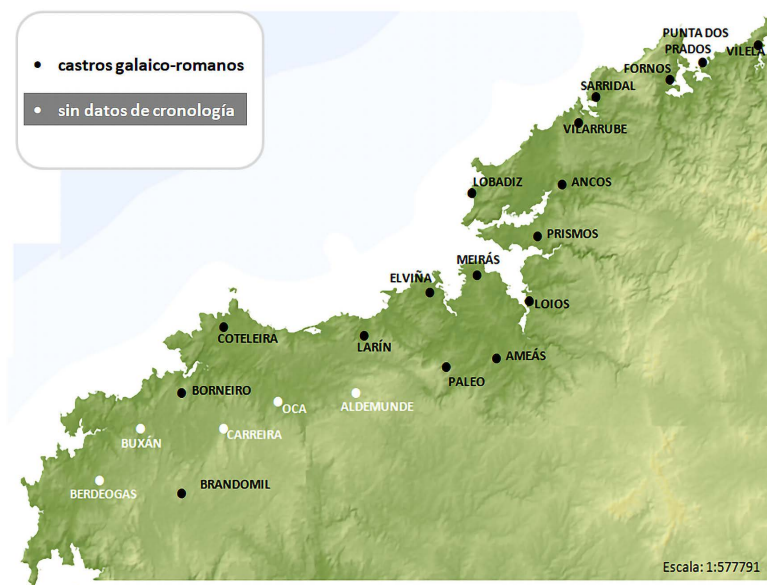 castros galaico-romanos
sin datos de cronología
PUNTA DOS
PRADOS
VILELA
FORNOS
SARRIDAL
VILARRUBE
LOBADIZ
ANCOS
PRISMOS
MEIRÁS
ELVIÑA
LOIOS
COTELEIRA
LARÍN
AMEÁS
PALEO
BORNEIRO
ALDEMUNDE
OCA
CARREIRA
BUXÁN
BRANDOMIL
BERDEOGAS
Escala: 1:577791